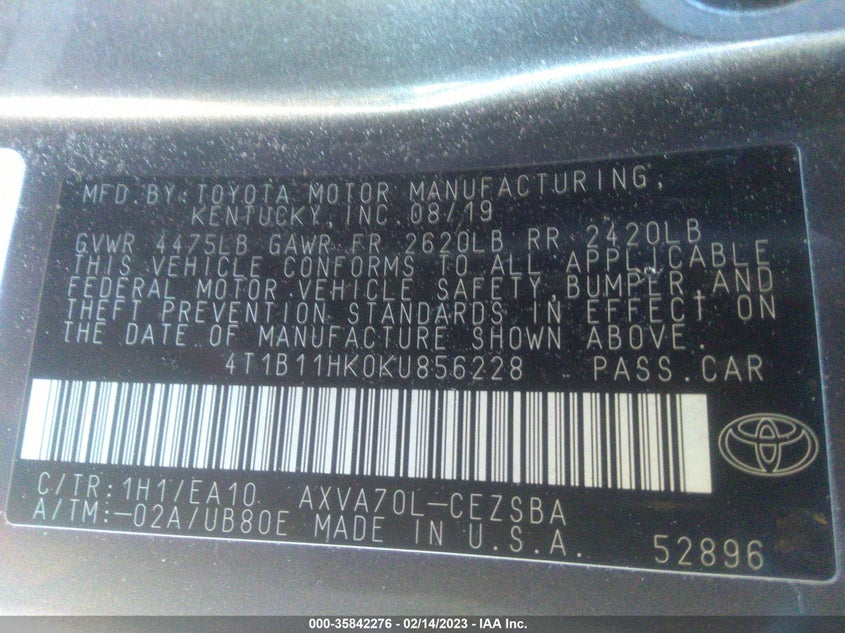 MFD.BY:TOYOTA MOTOR MANUFACTURING,
KENTUCKY,INC.08/19
GVWR 4475LB GAWR FR 2620LB RR 2420LB
THIS VEHICLE CONFORMS TO ALL APPLICABLE
FEDERAL MOTOR VEHICLE SAFETY,BUMPER,AND
THEFT PREVENTION STANDARDS IN EFFECT ON
THE DATE OF MANUFACTURE SHOWN ABOVE.
4T1B11HK0KU856228 PASS.CAR
C/TR:1H1/EA10 AXVA70L-CEZSBA
A/TM:-02A/UB80E MADE IN U.S.A.
52896
000-35842276 - 02/14/2023 - IAA Inc.